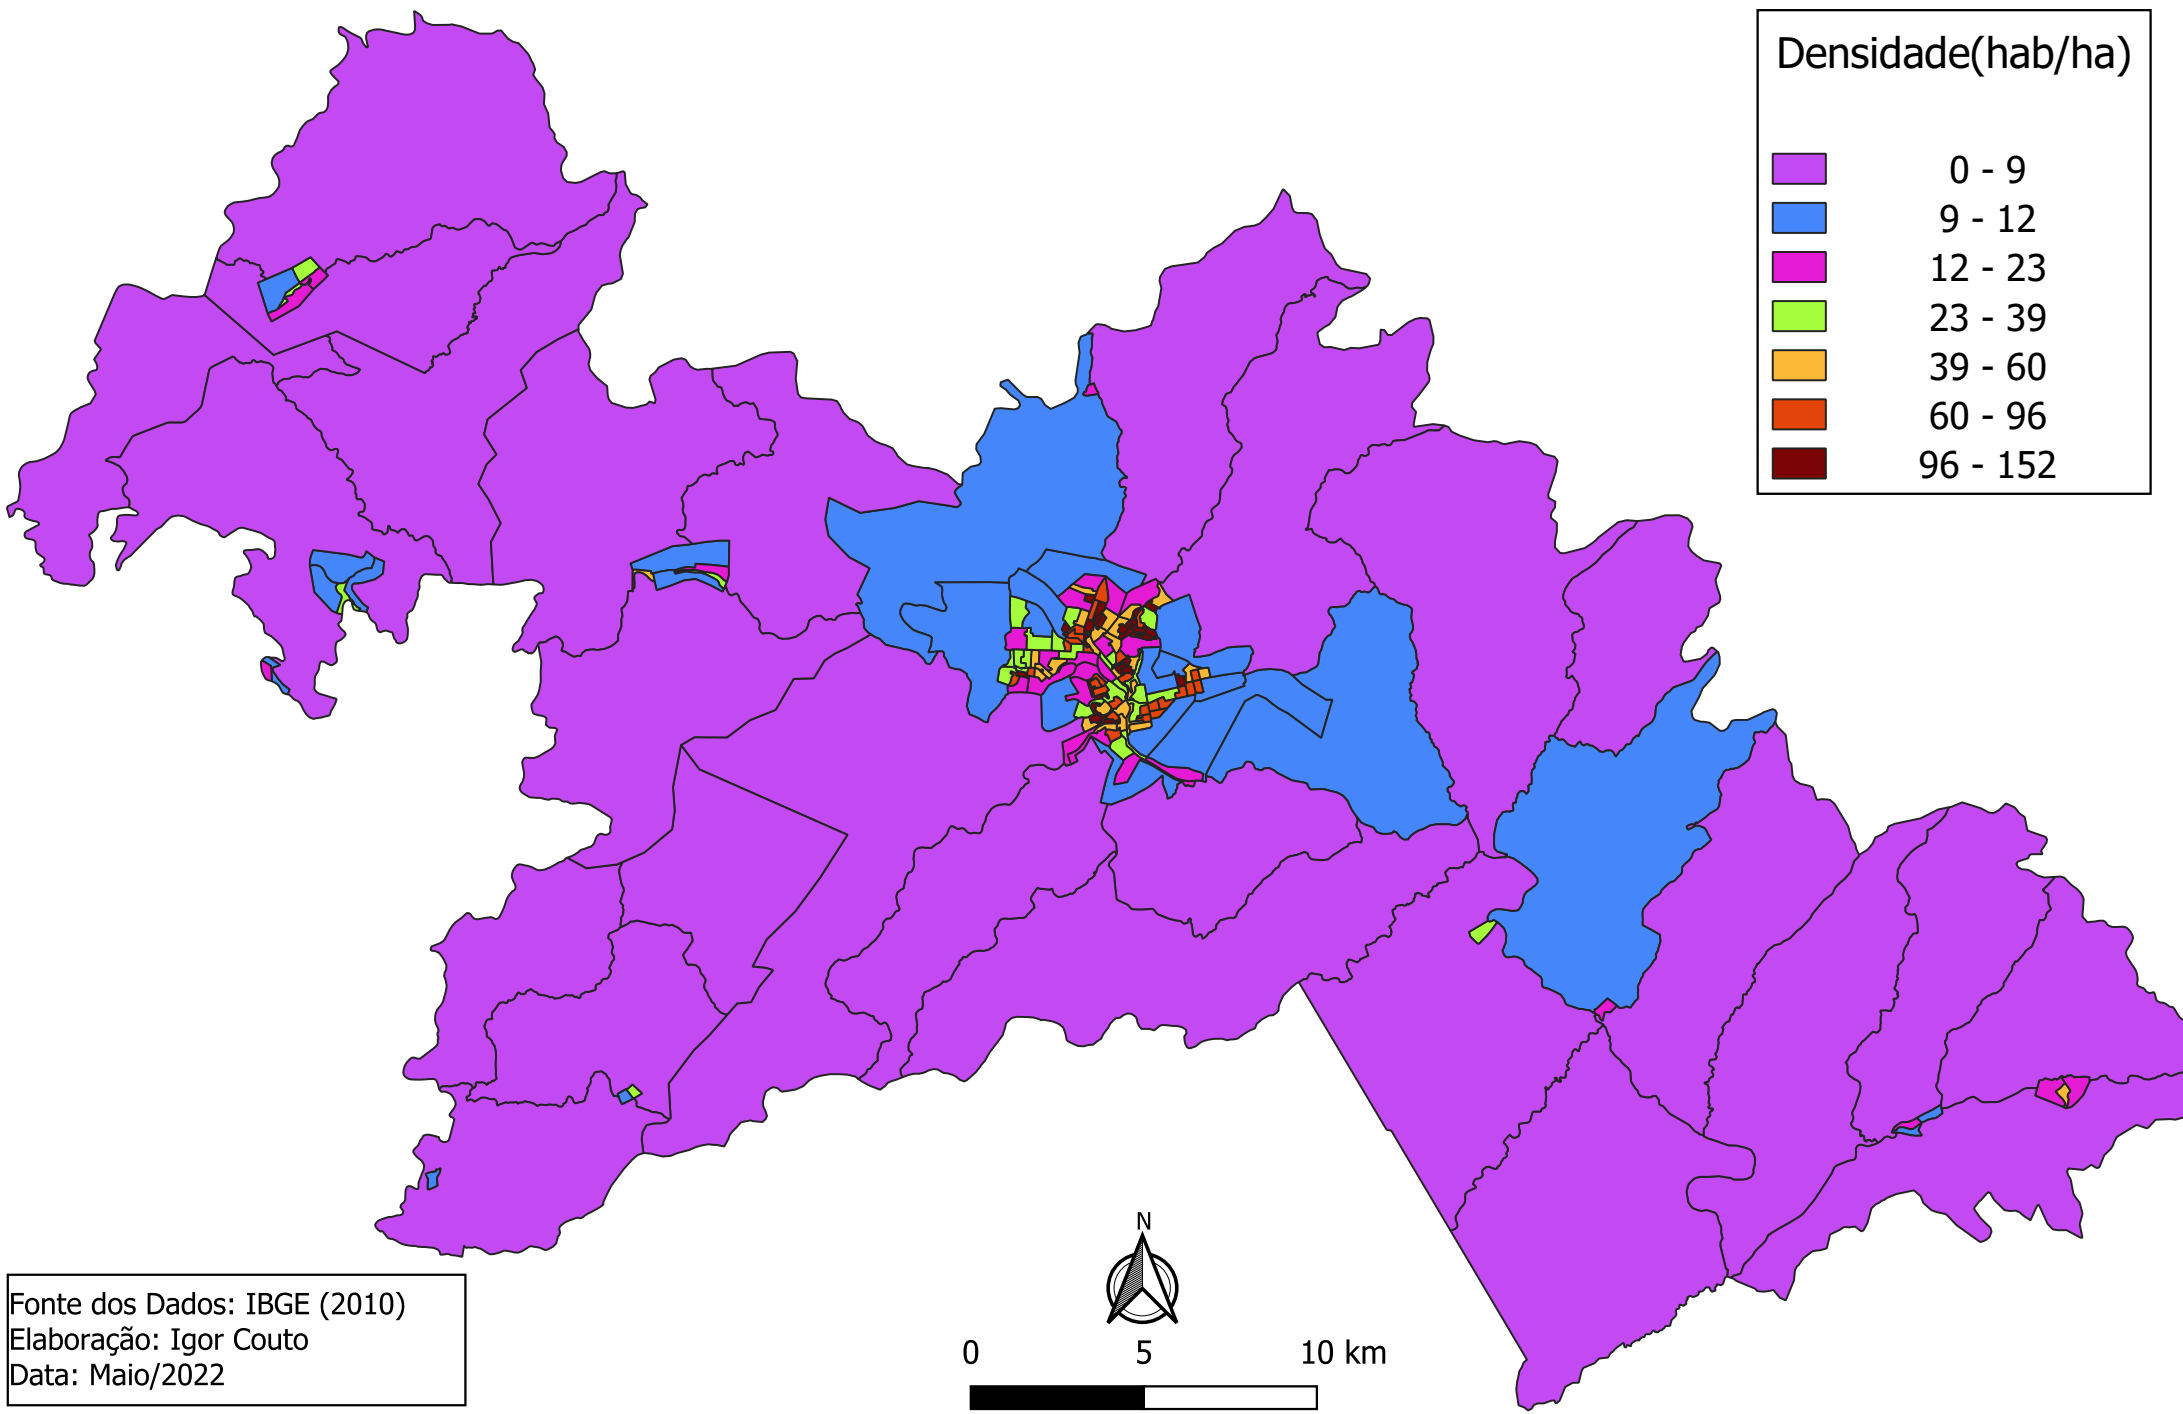 Densidade(hab/ha)
0 - 9
9 - 12
12 - 23
23 - 39
39 - 60
60 - 96
96 - 152
N
0 5 10 km
Fonte dos Dados: IBGE (2010)
Elaboração: Igor Couto
Data: Maio/2022